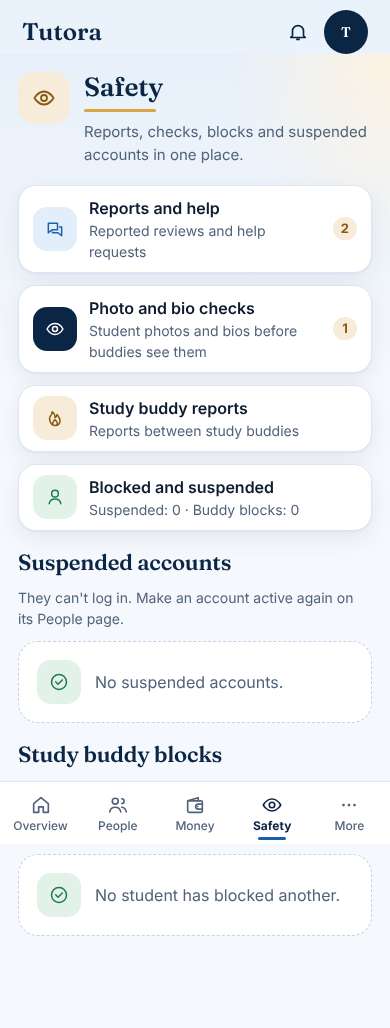 Tutora
T
Safety
Reports, checks, blocks and suspended
accounts in one place.
Reports and help
Reported reviews and help
requests
2
Photo and bio checks
Student photos and bios before
buddies see them
1
Study buddy reports
Reports between study buddies
Blocked and suspended
Suspended: 0 · Buddy blocks: 0
Suspended accounts
They can't log in. Make an account active again on
its People page.
No suspended accounts.
Study buddy blocks
Overview People Money Safety More
No student has blocked another.